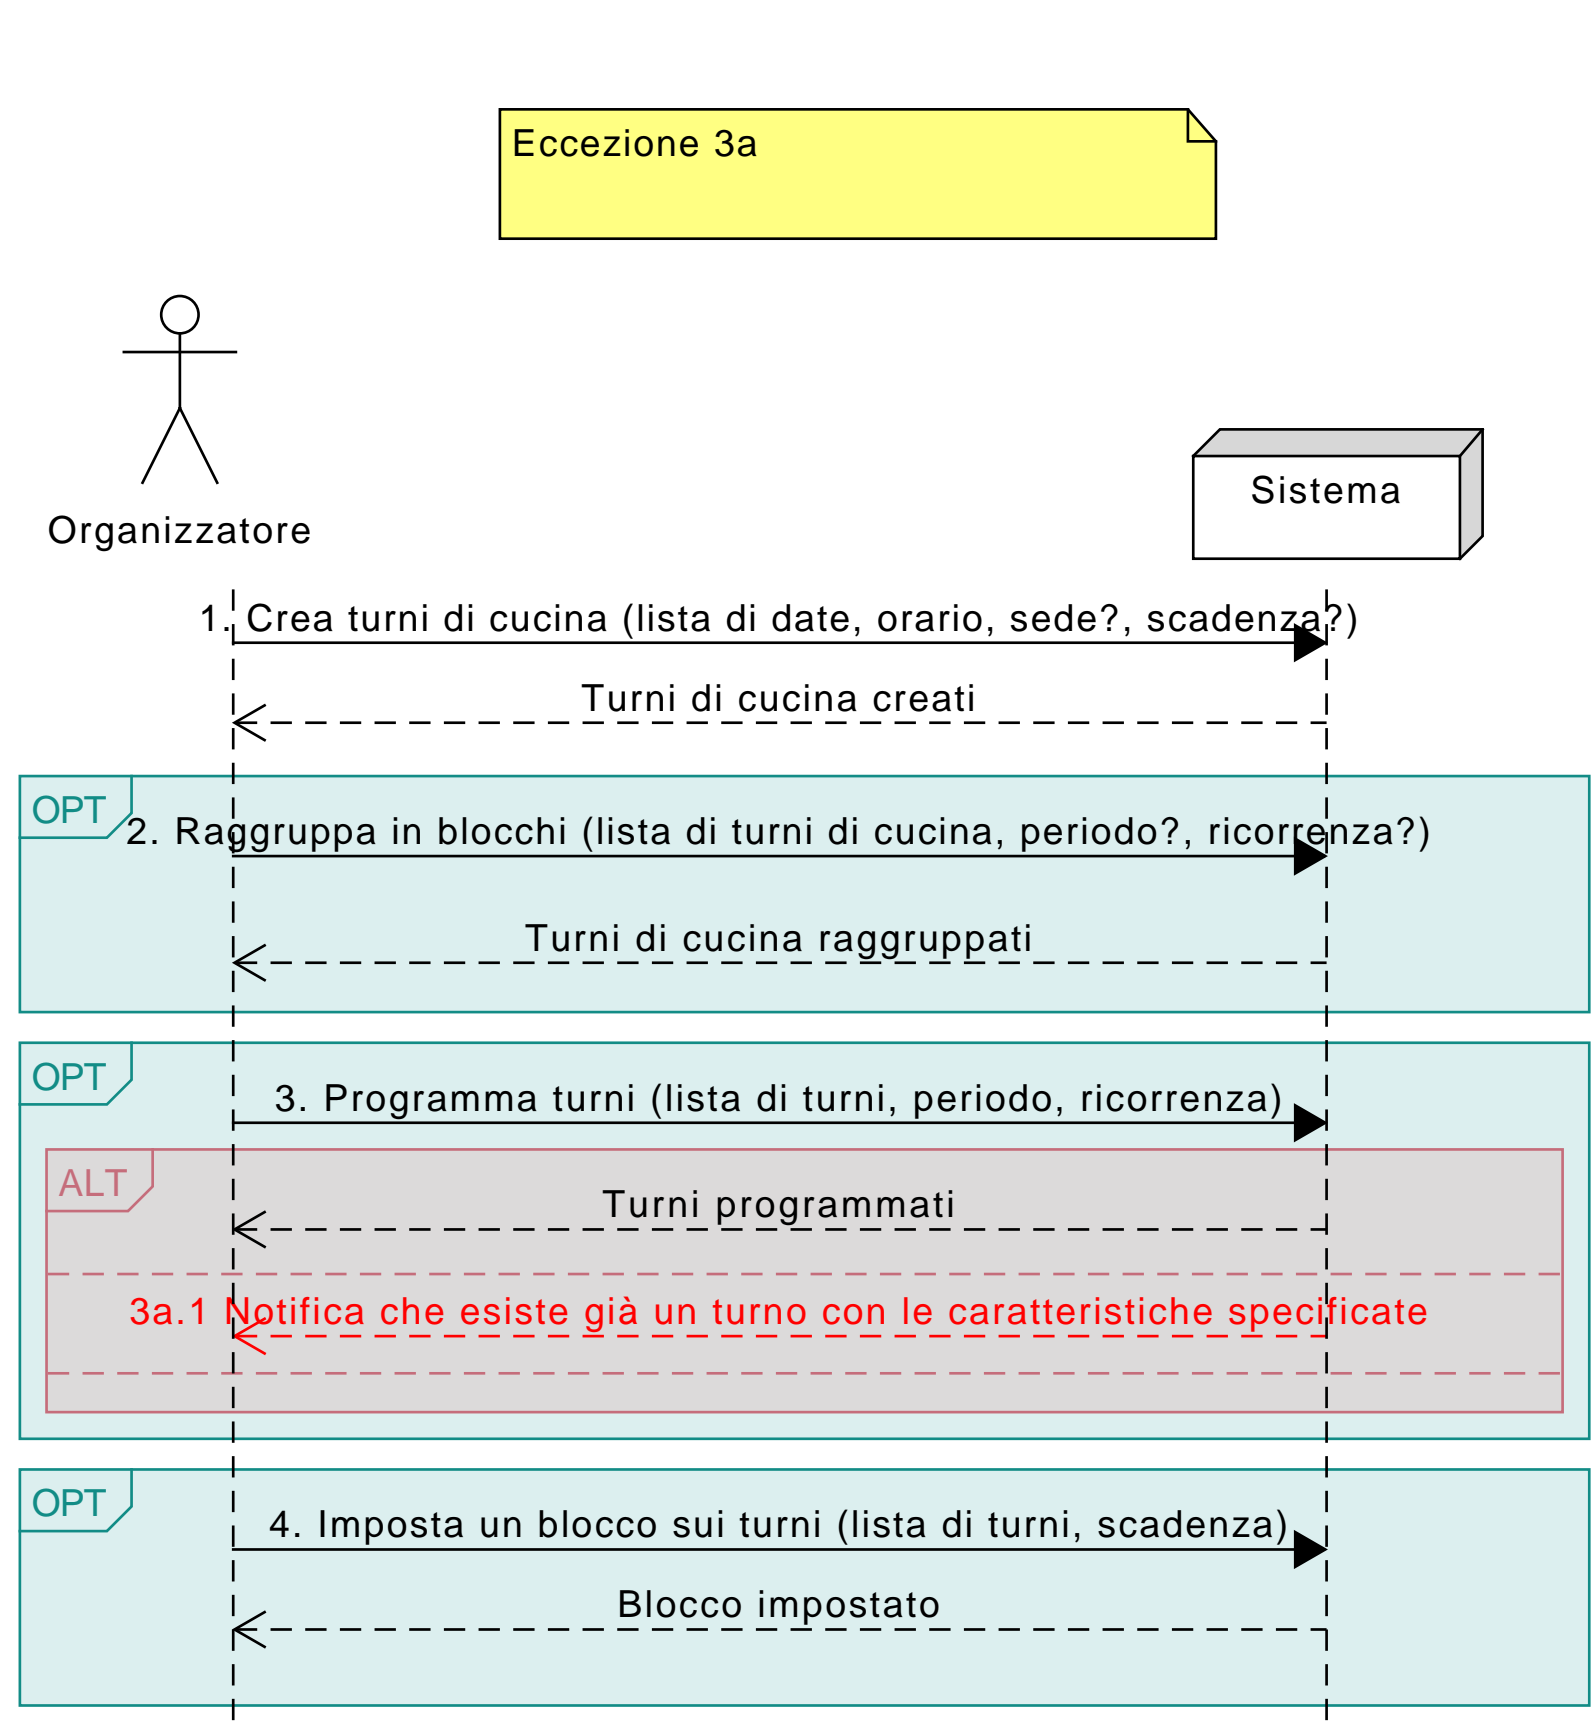 Eccezione 3a
Organizzatore
Sistema
1. Crea turni di cucina (lista di date, orario, sede?, scadenza?)
Turni di cucina creati
OPT
2. Raggruppa in blocchi (lista di turni di cucina, periodo?, ricorrenza?)
Turni di cucina raggruppati
OPT
3. Programma turni (lista di turni, periodo, ricorrenza)
ALT
Turni programmati
3a.1 Notifica che esiste già un turno con le caratteristiche specificate
OPT
4. Imposta un blocco sui turni (lista di turni, scadenza)
Blocco impostato